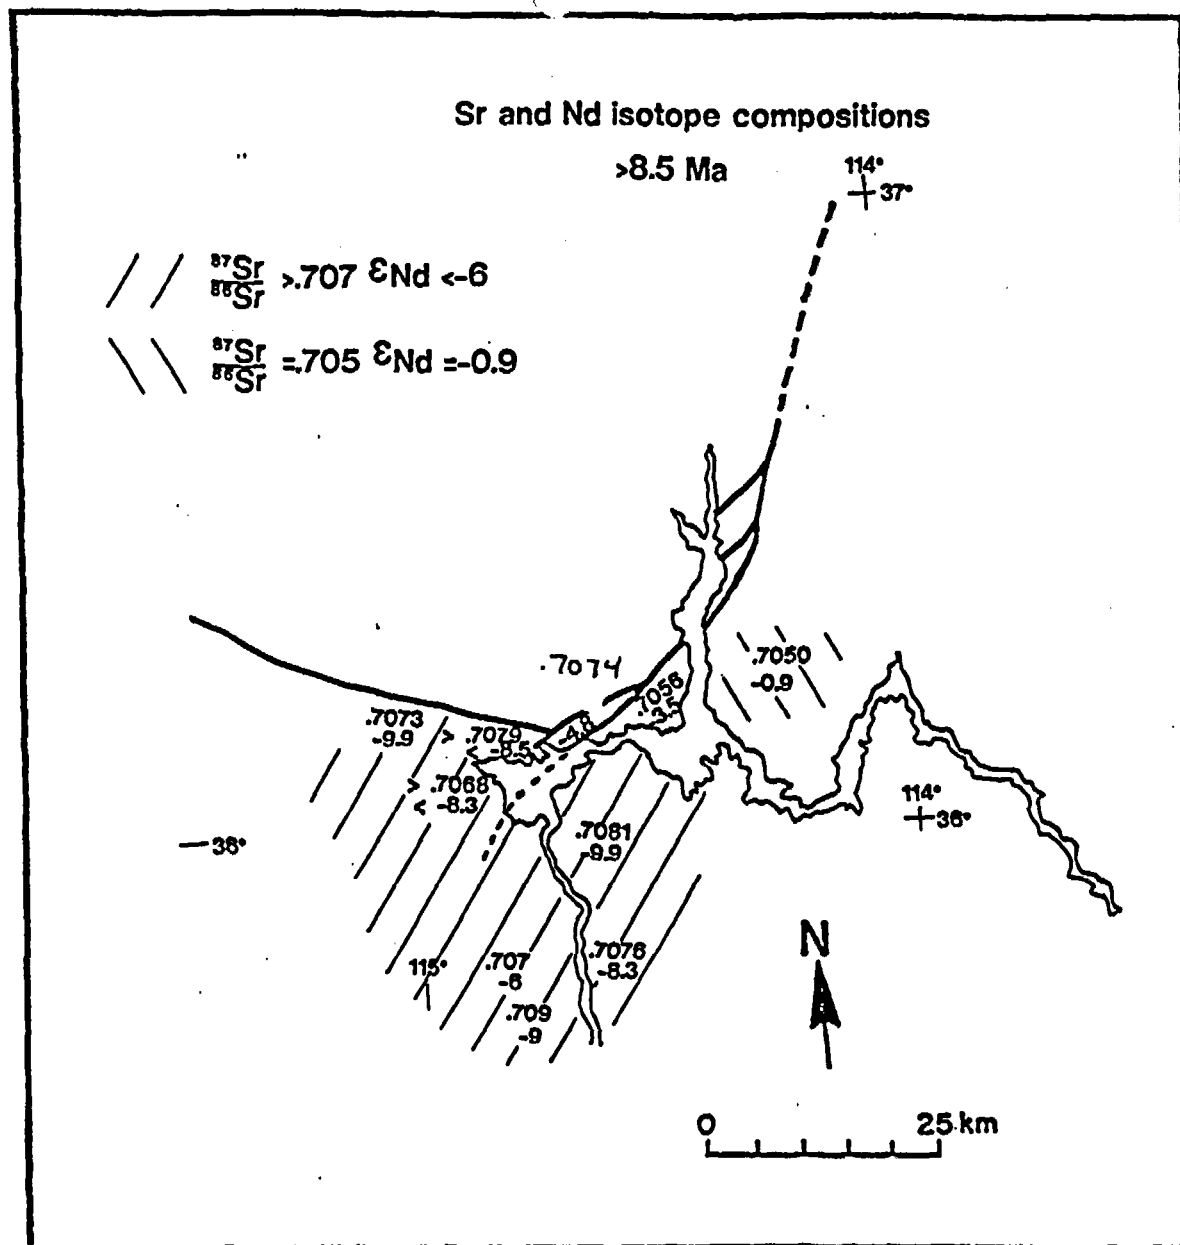 Sr and Nd isotope compositions
>8.5 Ma
114°
37°
87Sr
86Sr
>.707 εNd <-6
87Sr
86Sr
=.705 εNd =-0.9
.7074
.7050
-0.9
.7056
-3.5
-4.8
.7073
-9.9
> .7079
< -8.5
> .7068
< -8.3
114°
36°
.7081
-9.9
36°
115°
.707
-6
.7076
-8.3
.709
-9
N
0 25 km